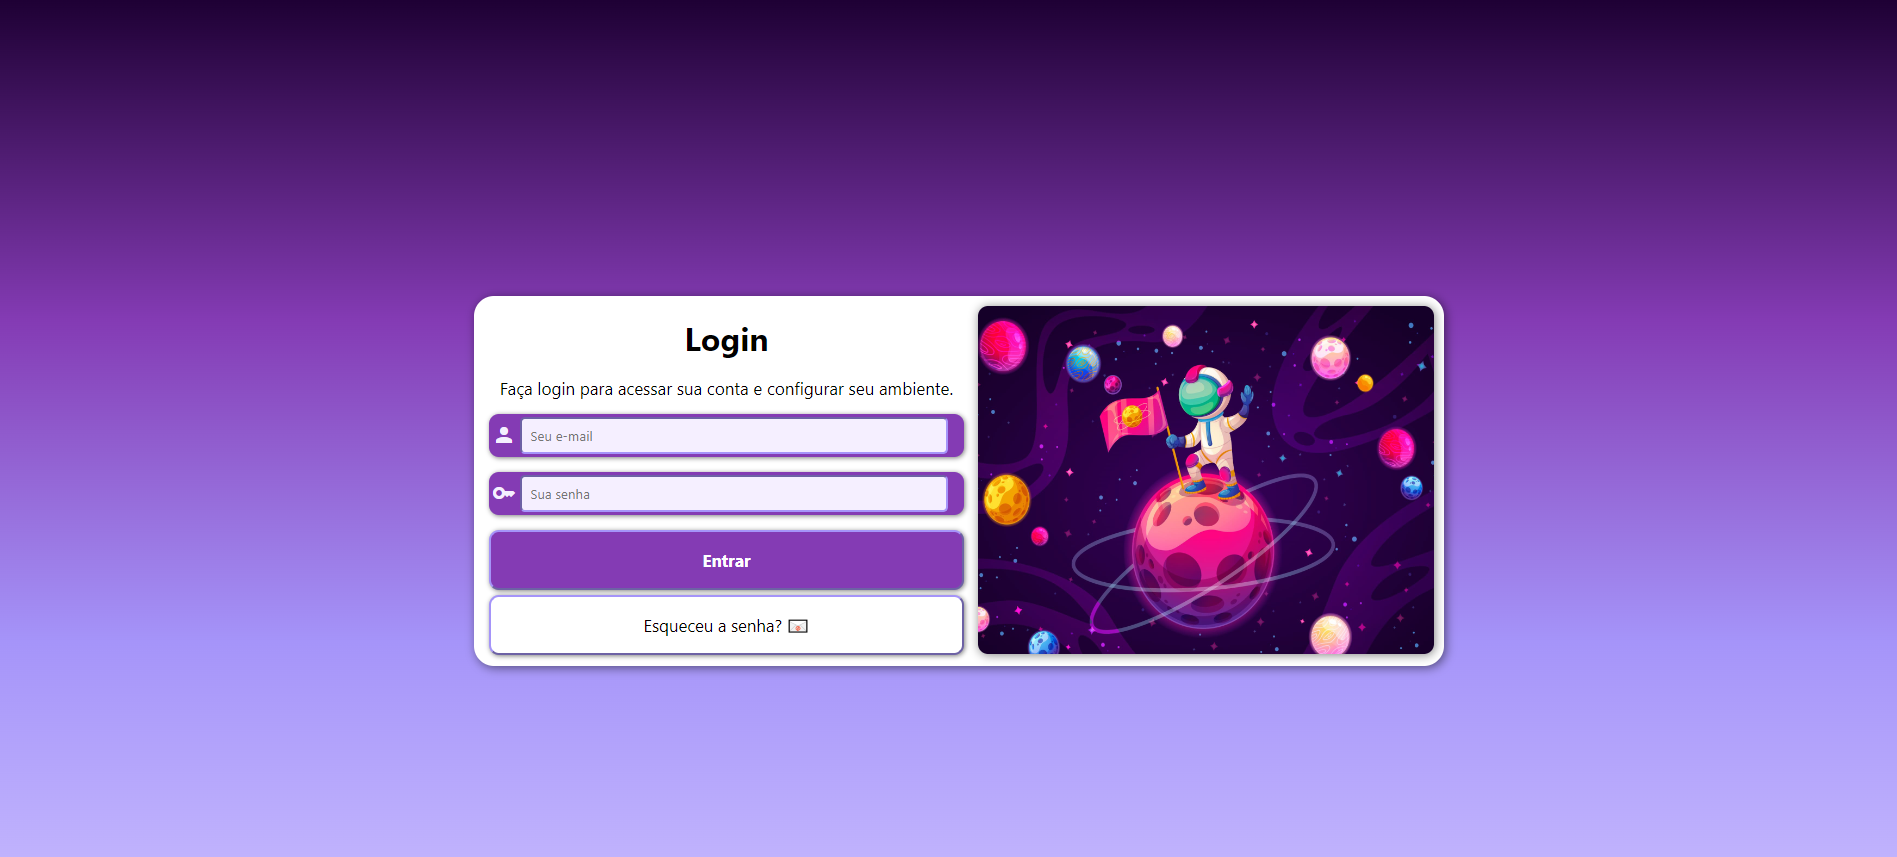 Login
Faça login para acessar sua conta e configurar seu ambiente.
Seu e-mail
Sua senha
Entrar
Esqueceu a senha? 💌